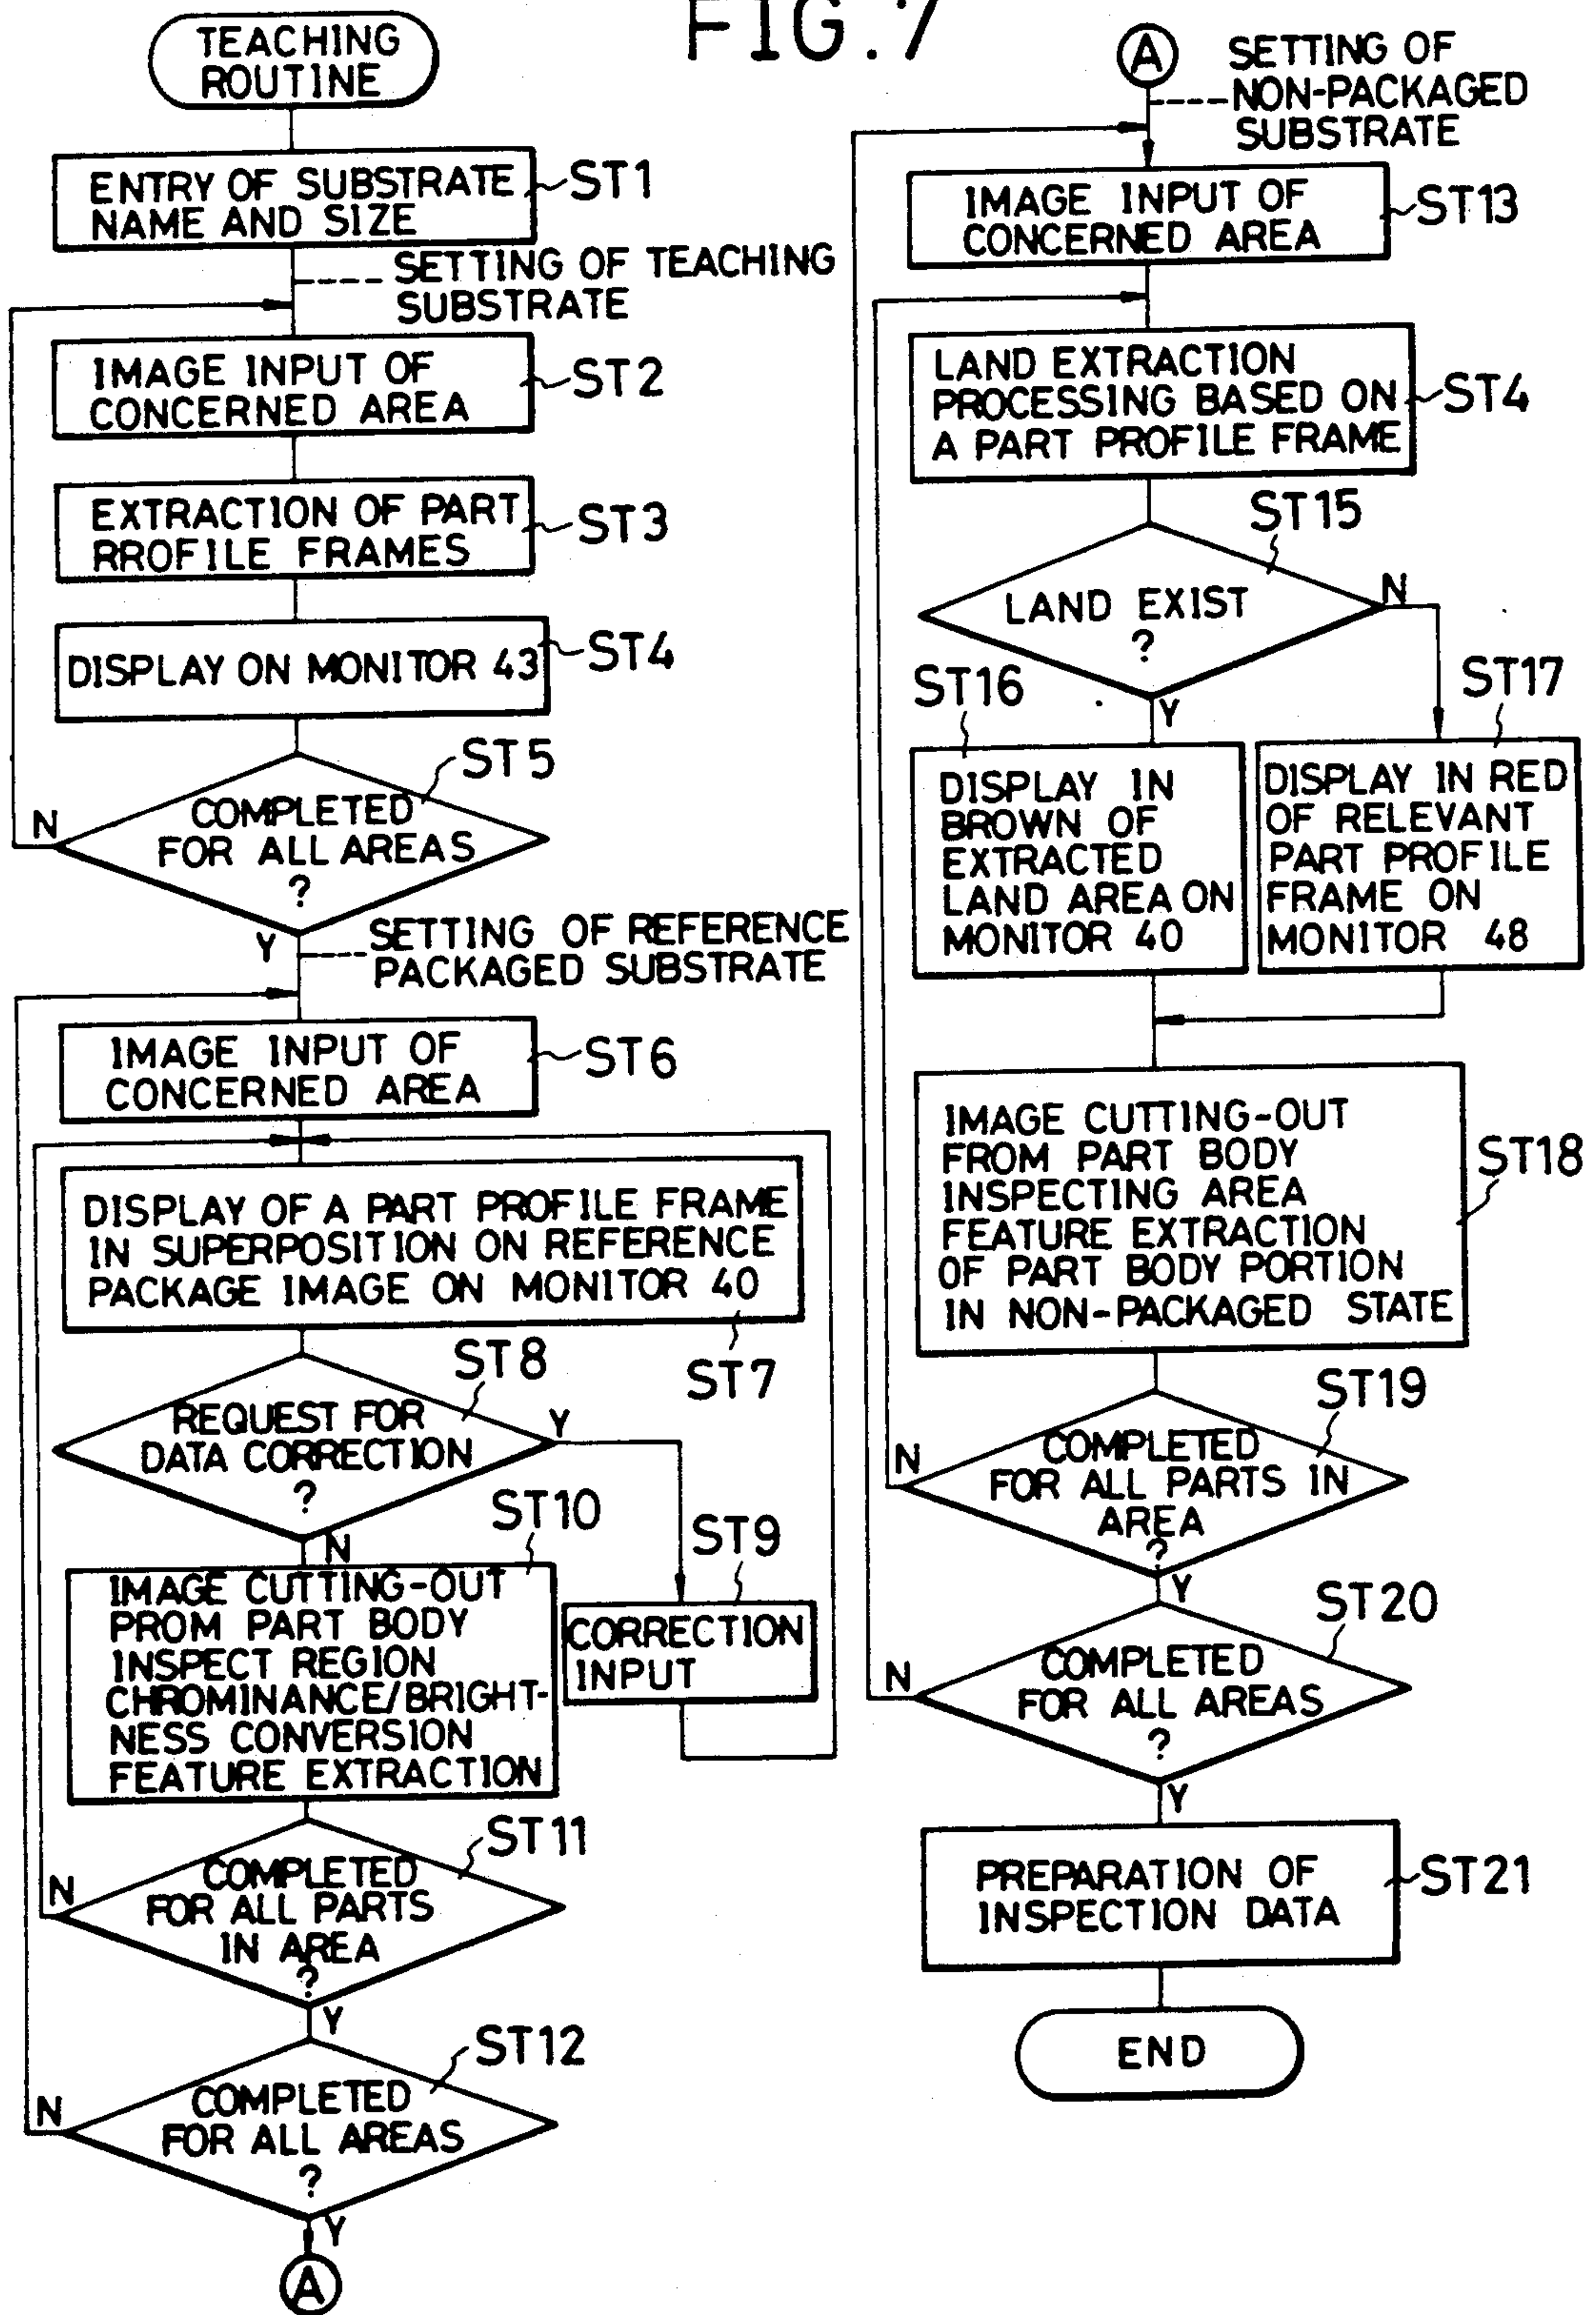 FIG.7
TEACHING
ROUTINE
ENTRY OF SUBSTRATE
NAME AND SIZE
ST1
SETTING OF TEACHING
SUBSTRATE
IMAGE INPUT OF
CONCERNED AREA
ST2
EXTRACTION OF PART
RROFILE FRAMES
ST3
DISPLAY ON MONITOR 43
ST4
ST5
COMPLETED
FOR ALL AREAS
?
N
Y
SETTING OF REFERENCE
PACKAGED SUBSTRATE
IMAGE INPUT OF
CONCERNED AREA
ST6
DISPLAY OF A PART PROFILE FRAME
IN SUPERPOSITION ON REFERENCE
PACKAGE IMAGE ON MONITOR 40
ST7
ST8
REQUEST FOR
DATA CORRECTION
?
Y
N
ST9
CORRECTION
INPUT
ST10
IMAGE CUTTING-OUT
PROM PART BODY
INSPECT REGION
CHROMINANCE/BRIGHT-
NESS CONVERSION
FEATURE EXTRACTION
ST11
COMPLETED
FOR ALL PARTS
IN AREA
?
N
Y
ST12
COMPLETED
FOR ALL AREAS
?
N
Y
A
A
SETTING OF
NON-PACKAGED
SUBSTRATE
IMAGE INPUT OF
CONCERNED AREA
ST13
LAND EXTRACTION
PROCESSING BASED ON
A PART PROFILE FRAME
ST4
ST15
LAND EXIST
?
N
Y
ST16
DISPLAY IN
BROWN OF
EXTRACTED
LAND AREA ON
MONITOR 40
ST17
DISPLAY IN RED
OF RELEVANT
PART PROFILE
FRAME ON
MONITOR 48
IMAGE CUTTING-OUT
FROM PART BODY
INSPECTING AREA
FEATURE EXTRACTION
OF PART BODY PORTION
IN NON-PACKAGED STATE
ST18
ST19
COMPLETED
FOR ALL PARTS IN
AREA
?
N
Y
ST20
COMPLETED
FOR ALL AREAS
?
N
Y
PREPARATION OF
INSPECTION DATA
ST21
END